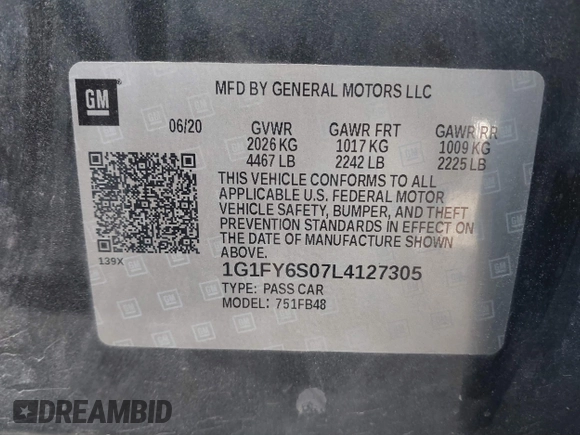 GM
MFD BY GENERAL MOTORS LLC
06/20 GVWR GAWR FRT GAWR RR
2026 KG 1017 KG 1009 KG
4467 LB 2242 LB 2225 LB
THIS VEHICLE CONFORMS TO ALL
APPLICABLE U.S. FEDERAL MOTOR
VEHICLE SAFETY, BUMPER, AND THEFT
PREVENTION STANDARDS IN EFFECT ON
THE DATE OF MANUFACTURE SHOWN
ABOVE.
139X
1G1FY6S07L4127305
TYPE: PASS CAR
MODEL: 751FB48
DREAMBID